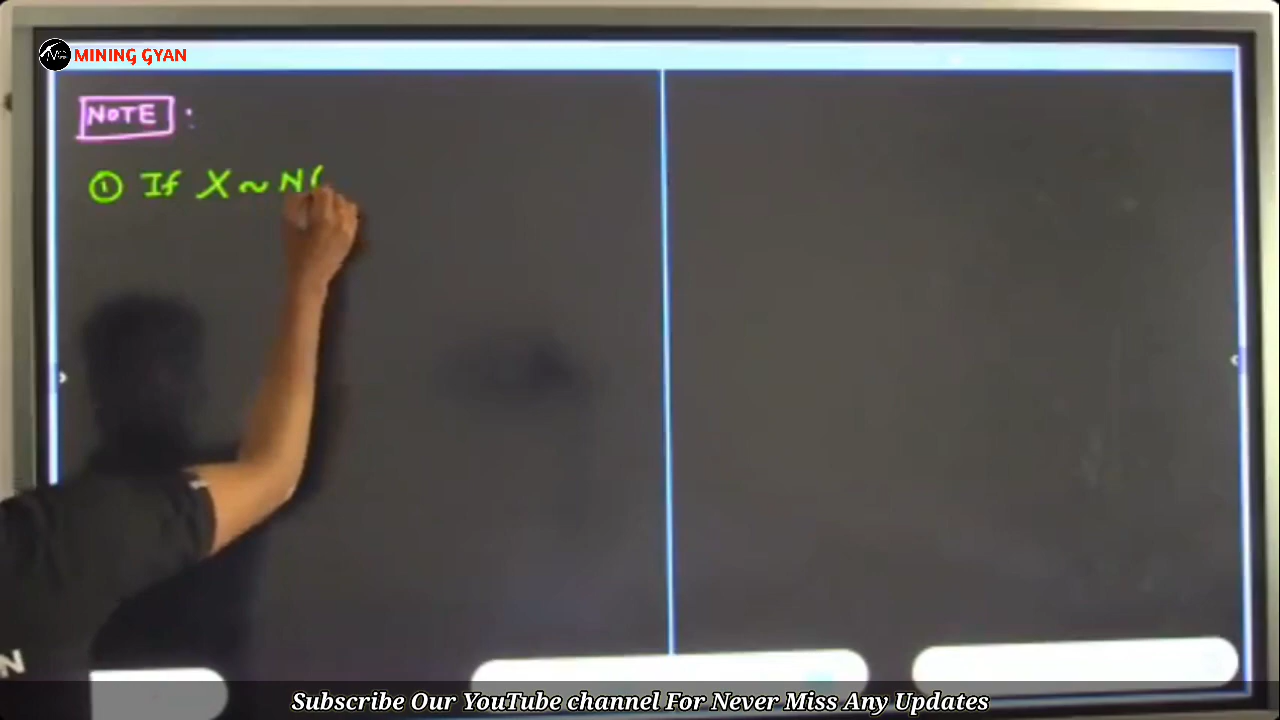 MINING GYAN
NOTE :
① If X ~ N(
N
Subscribe Our YouTube channel For Never Miss Any Updates